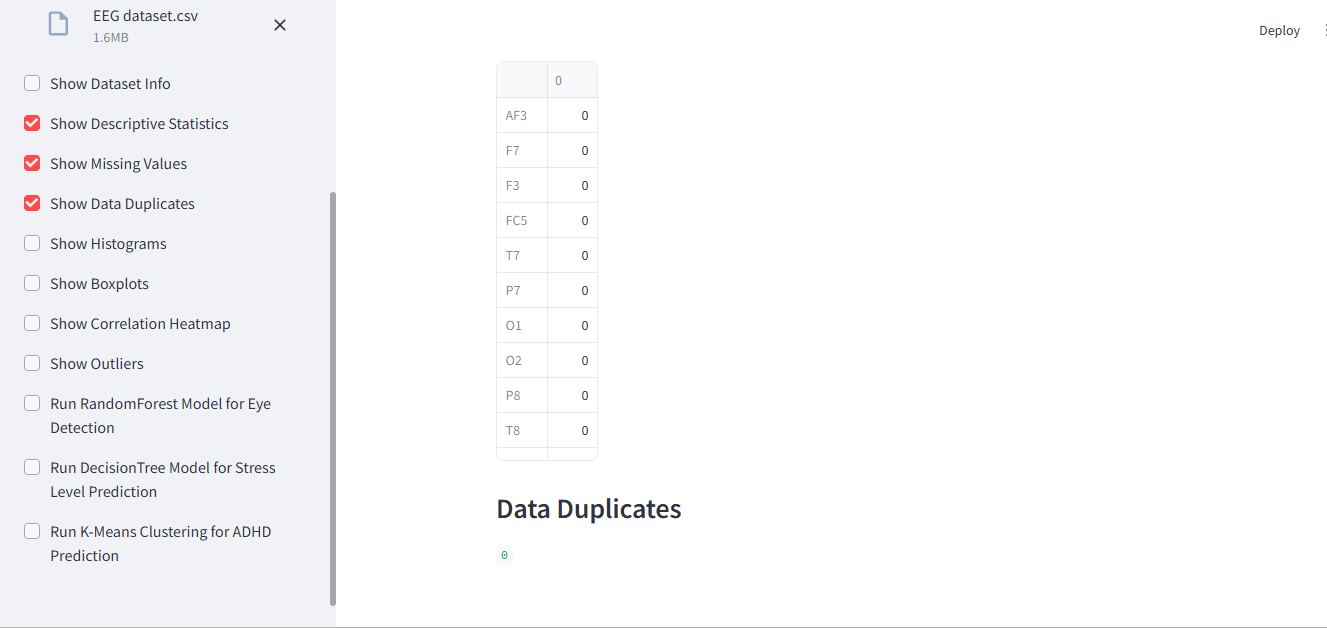 EEG dataset.csv
1.6MB
Show Dataset Info
Show Descriptive Statistics
Show Missing Values
Show Data Duplicates
Show Histograms
Show Boxplots
Show Correlation Heatmap
Show Outliers
Run RandomForest Model for Eye
Detection
Run DecisionTree Model for Stress
Level Prediction
Run K-Means Clustering for ADHD
Prediction
Deploy
0
AF3 0
F7 0
F3 0
FC5 0
T7 0
P7 0
O1 0
O2 0
P8 0
T8 0
Data Duplicates
0